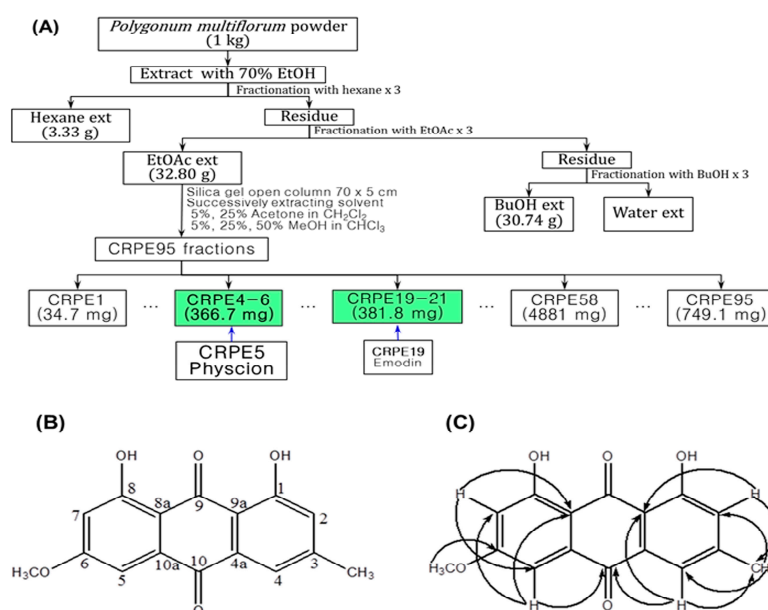 (A)
Polygonum multiflorum powder
(1 kg)
Extract with 70% EtOH
Fractionation with hexane x 3
Hexane ext
(3.33 g)
Residue
Fractionation with EtOAc x 3
EtOAc ext
(32.80 g)
Residue
Fractionation with BuOH x 3
Silica gel open column 70 x 5 cm
Successively extracting solvent
5%, 25% Acetone in CH2Cl2
5%, 25%, 50% MeOH in CHCl3
BuOH ext
(30.74 g)
Water ext
CRPE95 fractions
CRPE1
(34.7 mg)
...
CRPE4-6
(366.7 mg)
...
CRPE19-21
(381.8 mg)
...
CRPE58
(4881 mg)
...
CRPE95
(749.1 mg)
CRPE5
Physcion
CRPE19
Emodin
(B)
OH O OH
8 9 1
8a 9a
7 2
6 10a 10 4a 3
5 4
H3CO CH3
O
(C)
OH O OH
H H
H3CO CH3
H O H